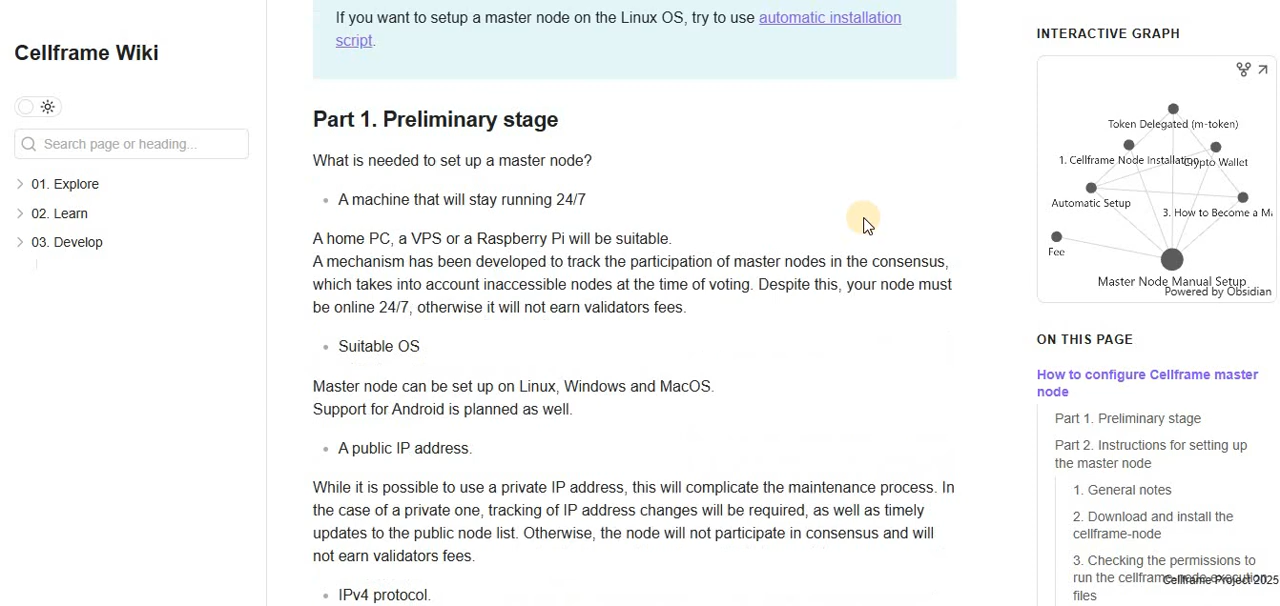 Cellframe Wiki
Search page or heading...
01. Explore
02. Learn
03. Develop
If you want to setup a master node on the Linux OS, try to use automatic installation
script.
Part 1. Preliminary stage
What is needed to set up a master node?
A machine that will stay running 24/7
A home PC, a VPS or a Raspberry Pi will be suitable.
A mechanism has been developed to track the participation of master nodes in the consensus,
which takes into account inaccessible nodes at the time of voting. Despite this, your node must
be online 24/7, otherwise it will not earn validators fees.
Suitable OS
Master node can be set up on Linux, Windows and MacOS.
Support for Android is planned as well.
A public IP address.
While it is possible to use a private IP address, this will complicate the maintenance process. In
the case of a private one, tracking of IP address changes will be required, as well as timely
updates to the public node list. Otherwise, the node will not participate in consensus and will
not earn validators fees.
IPv4 protocol.
INTERACTIVE GRAPH
Token Delegated (m-token)
1. Cellframe Node Installation
Crypto Wallet
Automatic Setup
3. How to Become a Ma
Fee
Master Node Manual Setup
Powered by Obsidian
ON THIS PAGE
How to configure Cellframe master
node
Part 1. Preliminary stage
Part 2. Instructions for setting up
the master node
1. General notes
2. Download and install the
cellframe-node
3. Checking the permissions to
run the cellframe-node execution
files
Cellframe Project 2025